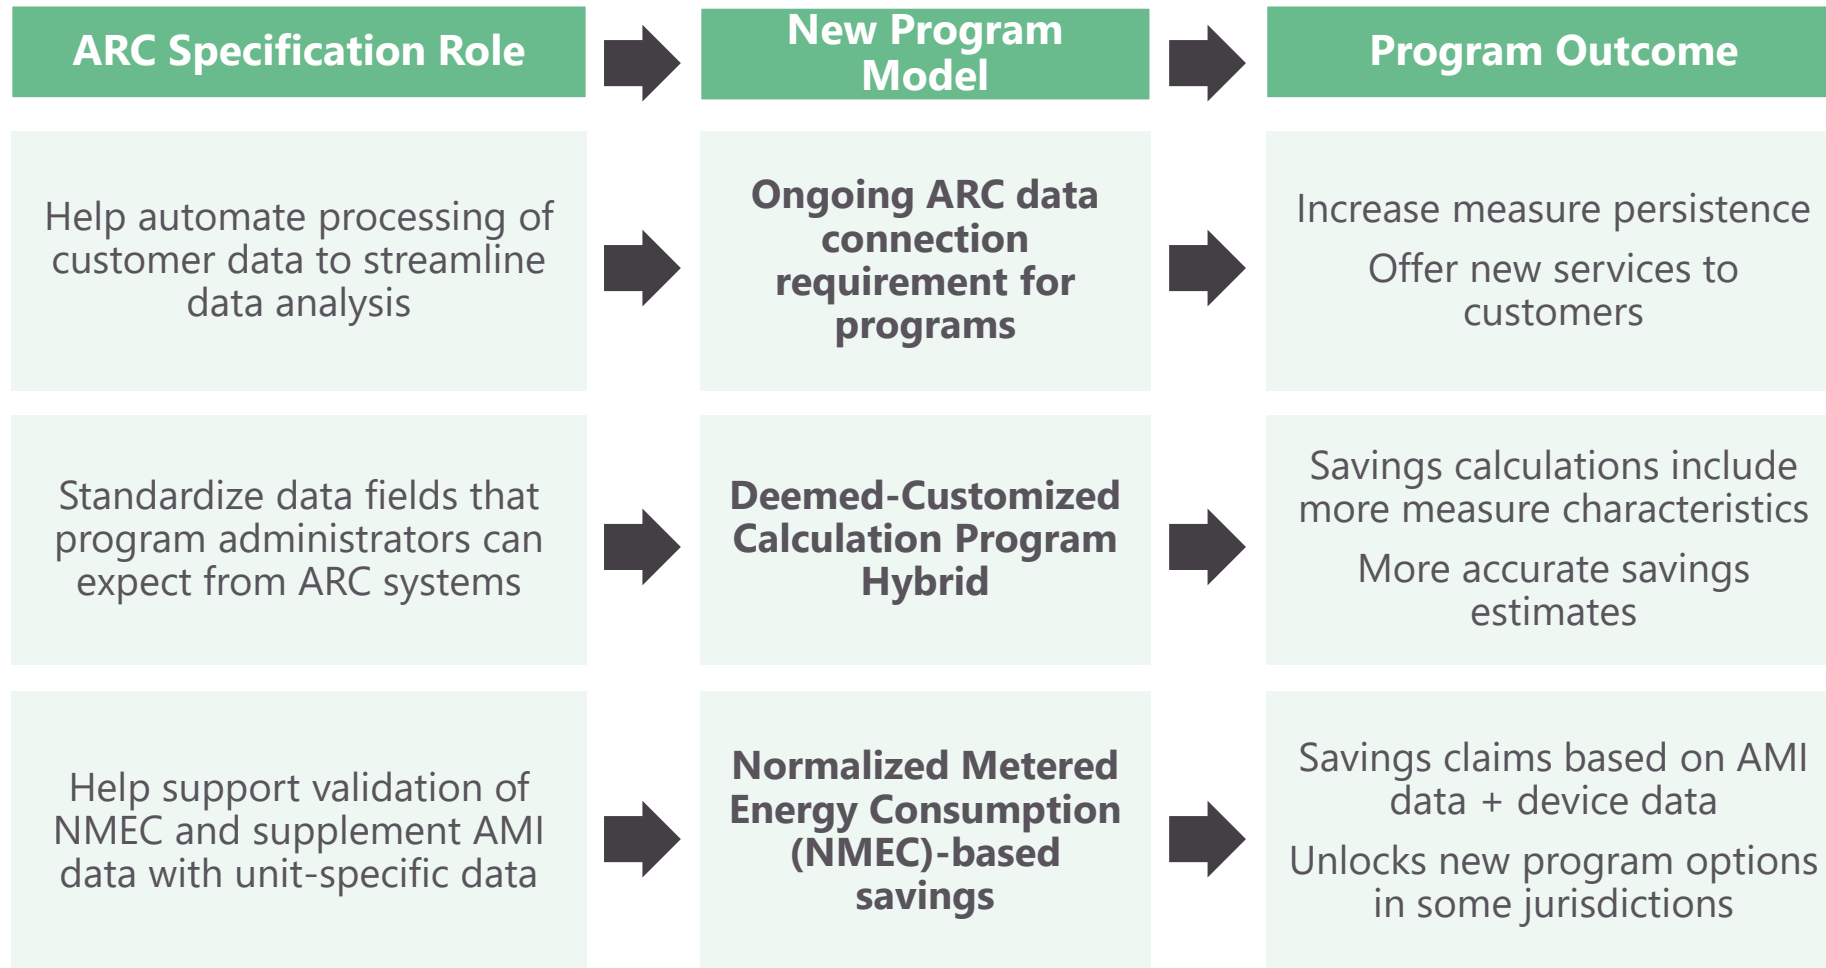 ARC Specification Role
New Program
Model
Program Outcome
Help automate processing of
customer data to streamline
data analysis
Ongoing ARC data
connection
requirement for
programs
Increase measure persistence
Offer new services to
customers
Standardize data fields that
program administrators can
expect from ARC systems
Deemed-Customized
Calculation Program
Hybrid
Savings calculations include
more measure characteristics
More accurate savings
estimates
Help support validation of
NMEC and supplement AMI
data with unit-specific data
Normalized Metered
Energy Consumption
(NMEC)-based
savings
Savings claims based on AMI
data + device data
Unlocks new program options
in some jurisdictions